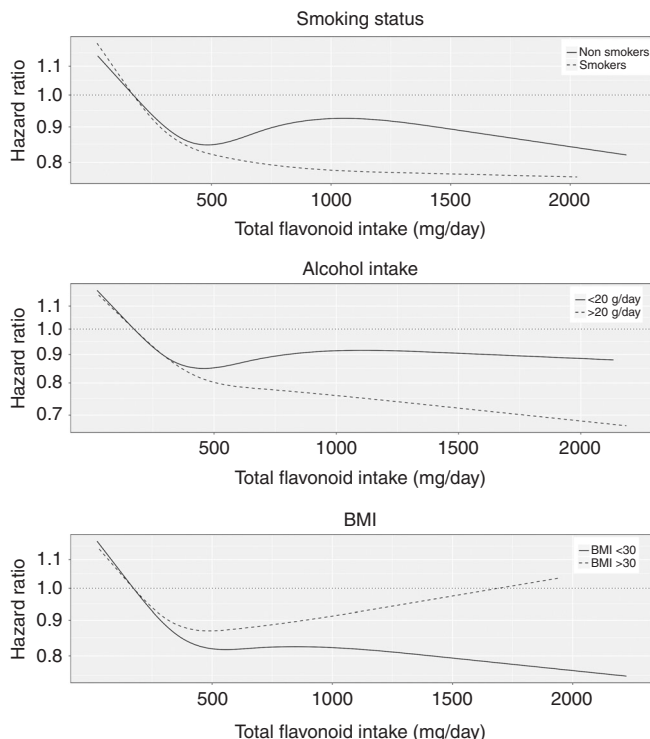 Smoking status
Hazard ratio
1.1
1.0
0.9
0.8
Non smokers
Smokers
500 1000 1500 2000
Total flavonoid intake (mg/day)
Alcohol intake
Hazard ratio
1.1
1.0
0.9
0.8
0.7
<20 g/day
>20 g/day
500 1000 1500 2000
Total flavonoid intake (mg/day)
BMI
Hazard ratio
1.1
1.0
0.9
0.8
BMI <30
BMI >30
500 1000 1500 2000
Total flavonoid intake (mg/day)